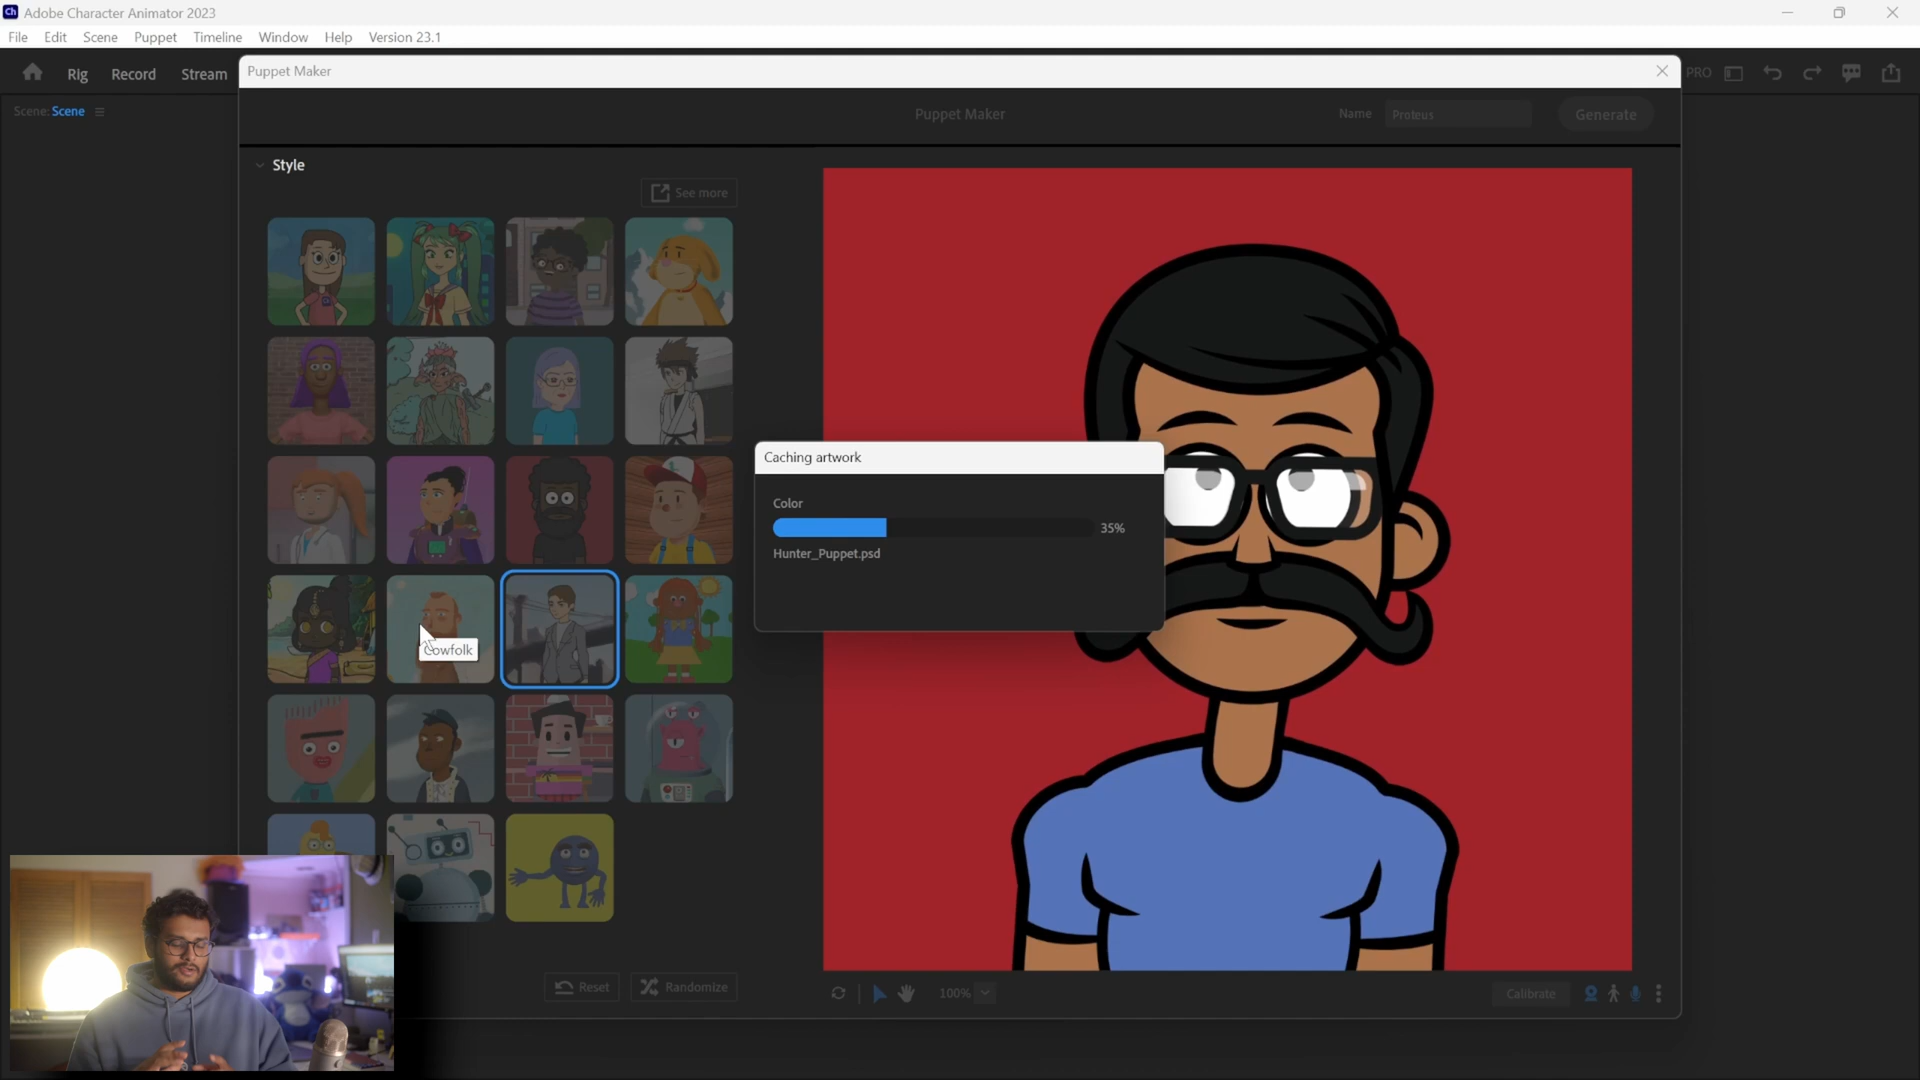 Ch Adobe Character Animator 2023
File Edit Scene Puppet Timeline Window Help Version 23.1
Rig Record Stream
Puppet Maker
PRO
Scene: Scene
Puppet Maker
Name Proteus Generate
Style
See more
Caching artwork
Color
35%
Hunter_Puppet.psd
Cowfolk
Reset Randomize
100%
Calibrate